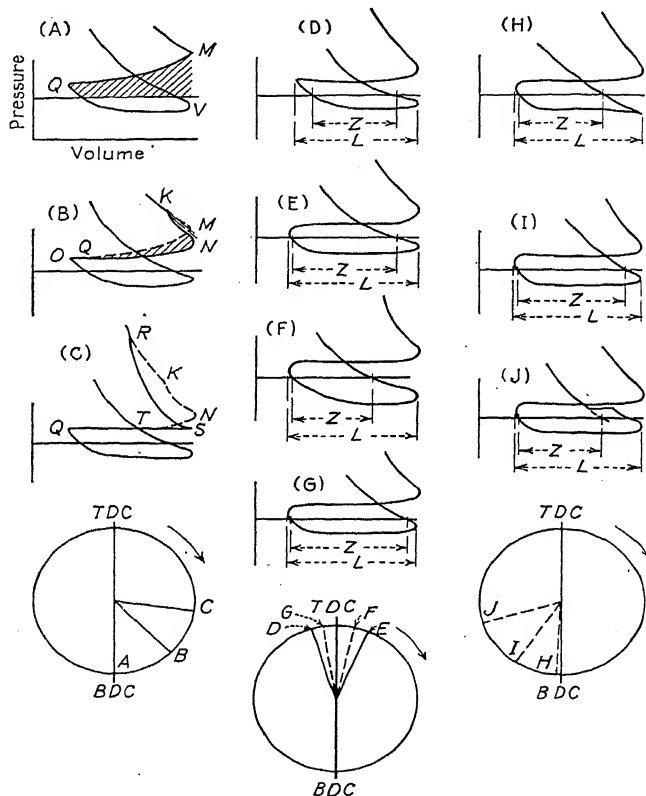 (A)
M
Q
V
Pressure
Volume
(B)
K
M
O
Q
N
(C)
R
K
T
N
Q
S
TDC
C
A
B
BDC
(D)
Z
L
(E)
Z
L
(F)
Z
L
(G)
Z
L
G
TDC
F
D
E
BDC
(H)
Z
L
(I)
Z
L
(J)
Z
L
TDC
J
I
H
BDC